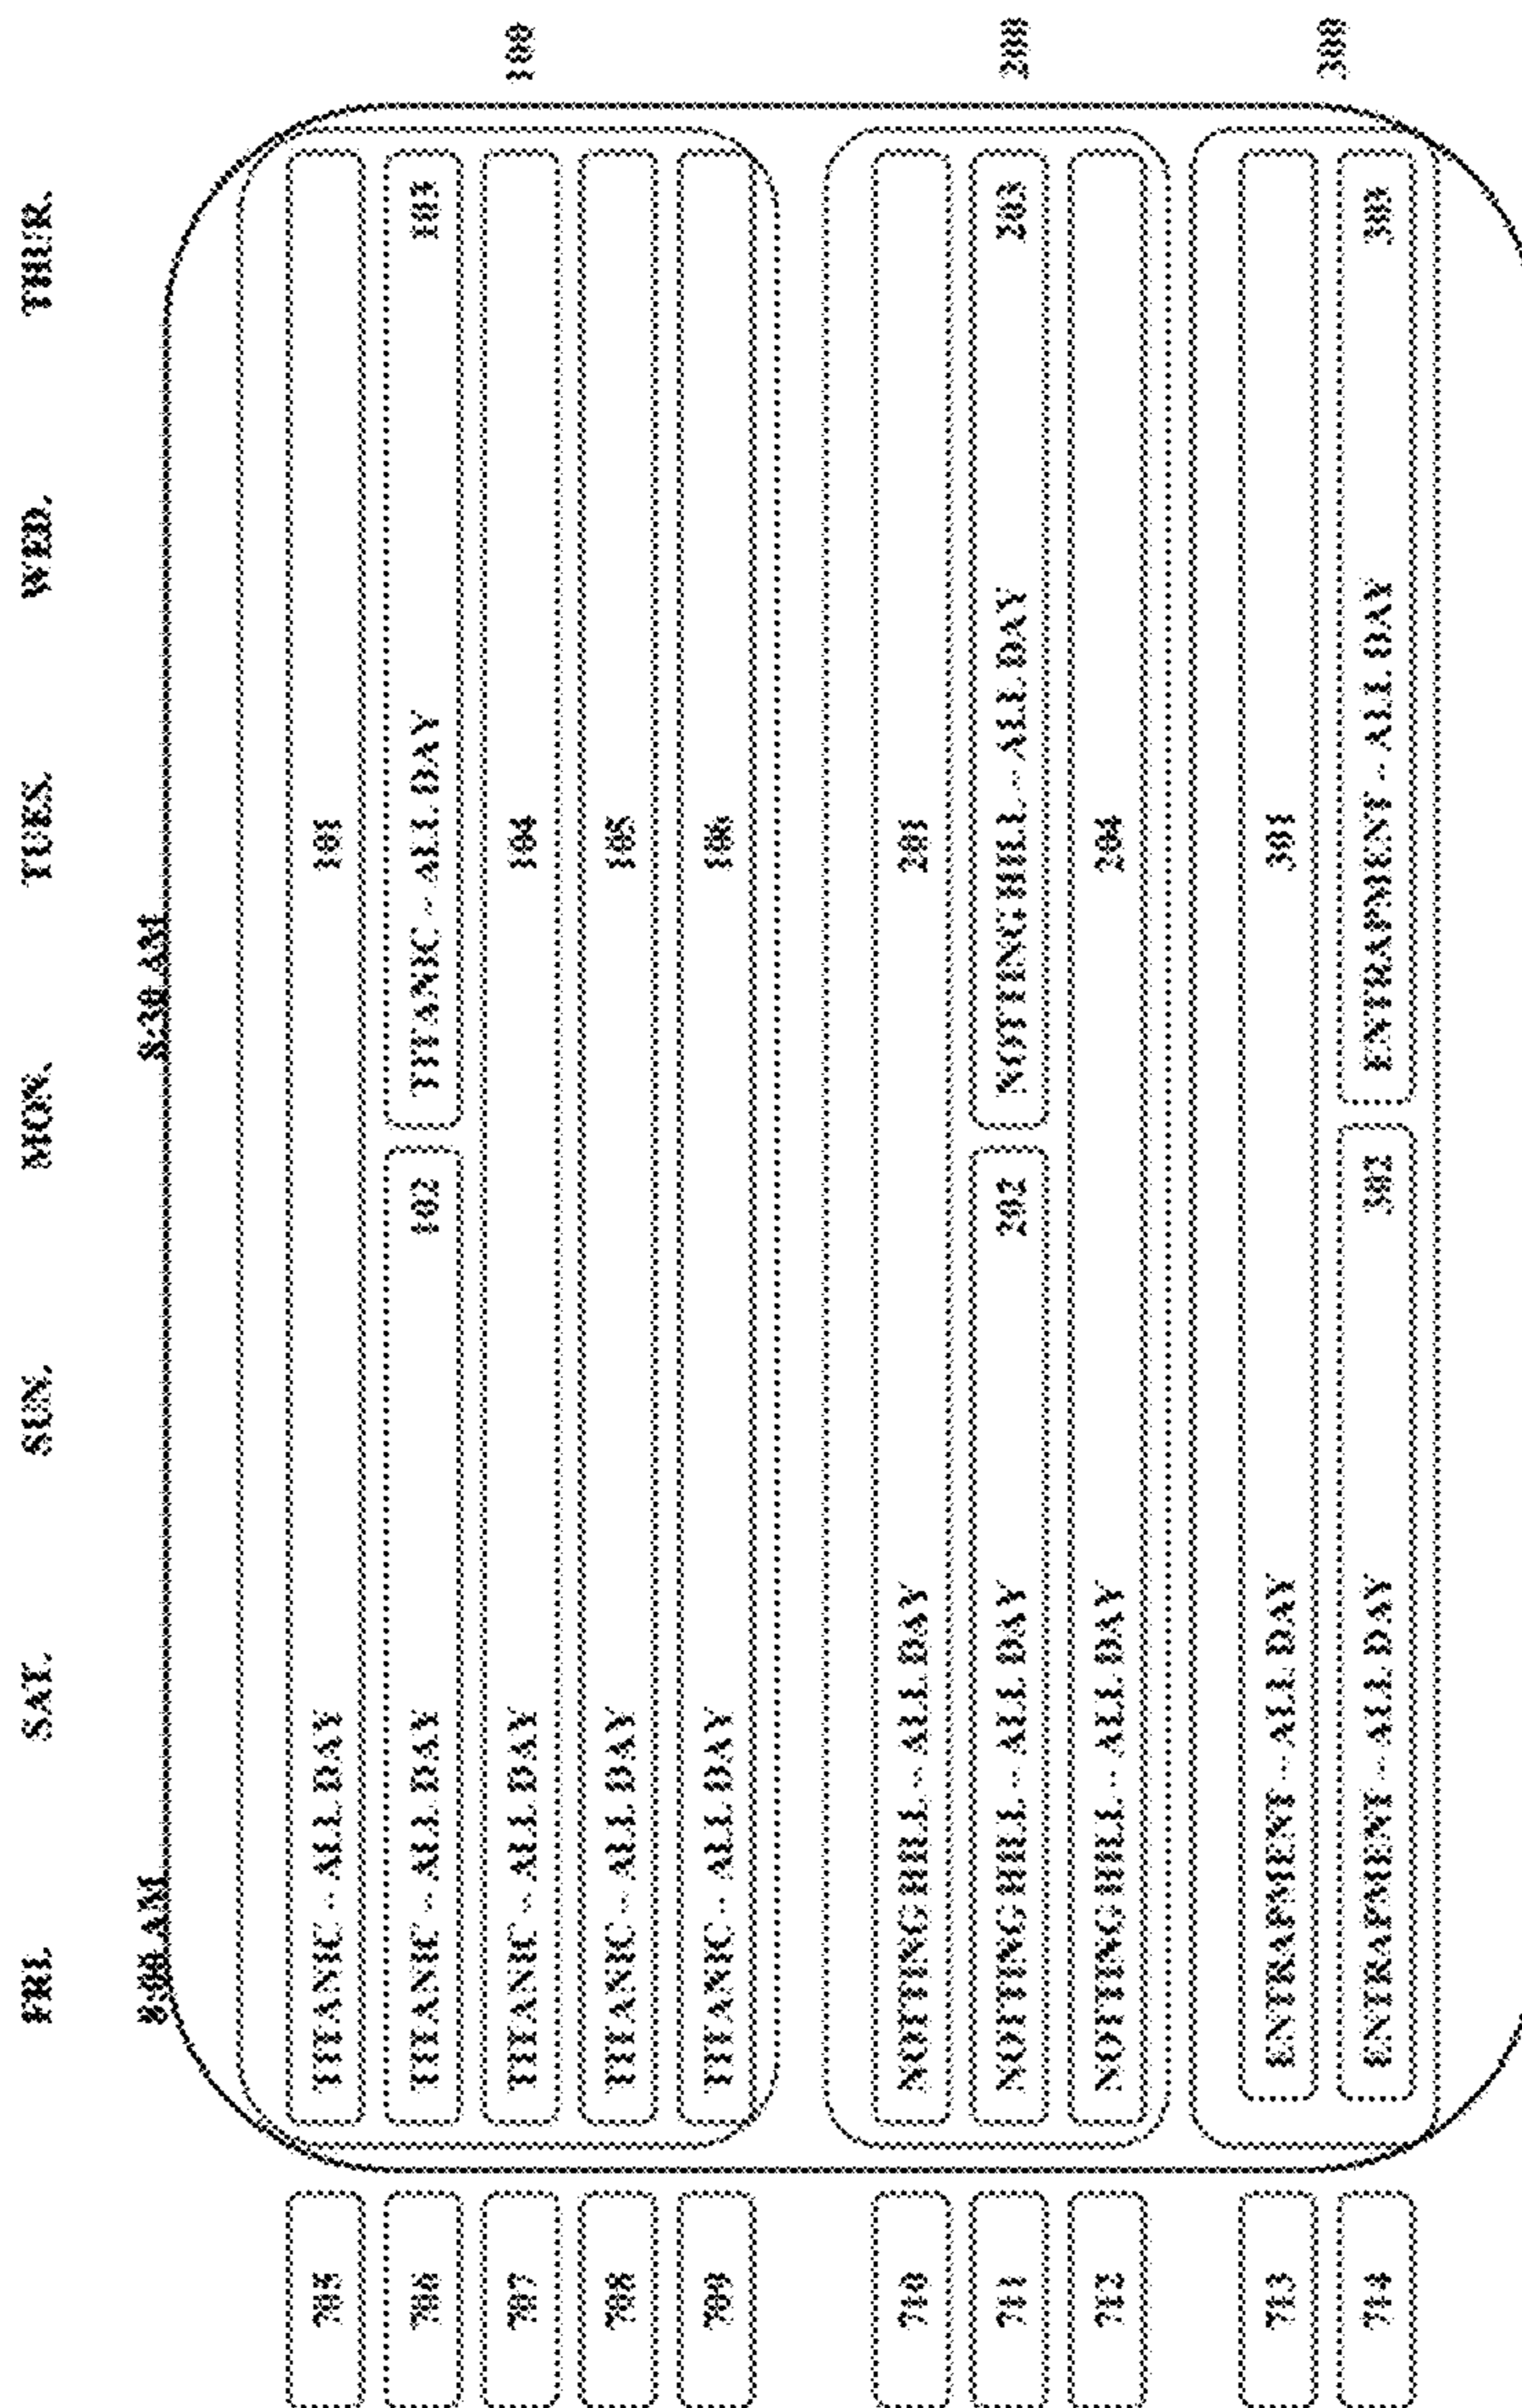 FRI. SAT. SUN. MON. TUES. WED. THUR.
8:00 AM 8:30 AM
705 TITANIC -- ALL DAY 101
706 TITANIC -- ALL DAY 102 TITANIC -- ALL DAY 103
707 TITANIC -- ALL DAY 104
708 TITANIC -- ALL DAY 105
709 TITANIC -- ALL DAY 106
100
710 NOTTING HILL -- ALL DAY 201
711 NOTTING HILL -- ALL DAY 202 NOTTING HILL -- ALL DAY 203
712 NOTTING HILL -- ALL DAY 204
200
713 ENTRAPMENT -- ALL DAY 301
714 ENTRAPMENT -- ALL DAY 302 ENTRAPMENT -- ALL DAY 303
300